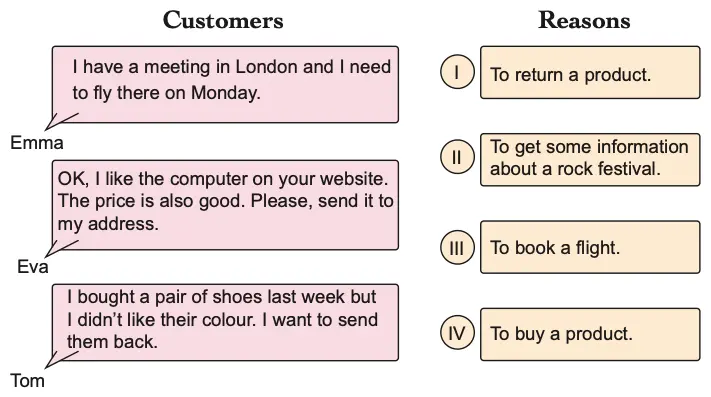 Customers
I have a meeting in London and I need
to fly there on Monday.
Emma
OK, I like the computer on your website.
The price is also good. Please, send it to
my address.
Eva
I bought a pair of shoes last week but
I didn’t like their colour. I want to send
them back.
Tom
Reasons
I
To return a product.
II
To get some information
about a rock festival.
III
To book a flight.
IV
To buy a product.